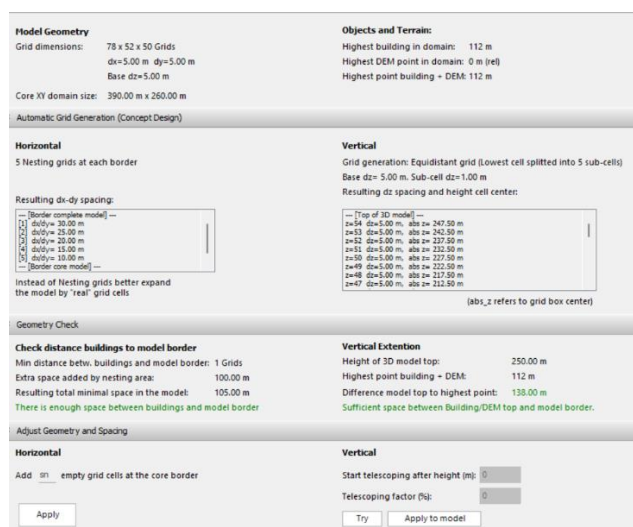 Model Geometry
Grid dimensions: 78 x 52 x 50 Grids
dx=5.00 m dy=5.00 m
Base dz=5.00 m
Core XY domain size: 390.00 m x 260.00 m
Objects and Terrain:
Highest building in domain: 112 m
Highest DEM point in domain: 0 m (rel)
Highest point building + DEM: 112 m
Automatic Grid Generation (Concept Design)
Horizontal
5 Nesting grids at each border
Resulting dx-dy spacing:
--- [Border complete model] ---
[1] dx/dy= 30.00 m
[2] dx/dy= 25.00 m
[3] dx/dy= 20.00 m
[4] dx/dy= 15.00 m
[5] dx/dy= 10.00 m
--- [Border core model] ---
Instead of Nesting grids better expand
the model by "real" grid cells
Vertical
Grid generation: Equidistant grid (Lowest cell splitted into 5 sub-cells)
Base dz= 5.00 m. Sub-cell dz=1.00 m
Resulting dz spacing and height cell center:
--- [Top of 3D model] ---
z=54 dz=5.00 m, abs z= 247.50 m
z=53 dz=5.00 m, abs z= 242.50 m
z=52 dz=5.00 m, abs z= 237.50 m
z=51 dz=5.00 m, abs z= 232.50 m
z=50 dz=5.00 m, abs z= 227.50 m
z=49 dz=5.00 m, abs z= 222.50 m
z=48 dz=5.00 m, abs z= 217.50 m
z=47 dz=5.00 m, abs z= 212.50 m
(abs_z refers to grid box center)
Geometry Check
Check distance buildings to model border
Min distance betw. buildings and model border: 1 Grids
Extra space added by nesting area: 100.00 m
Resulting total minimal space in the model: 105.00 m
There is enough space between buildings and model border
Vertical Extention
Height of 3D model top: 250.00 m
Highest point building + DEM: 112 m
Difference model top to highest point: 138.00 m
Sufficient space between Building/DEM top and model border.
Adjust Geometry and Spacing
Horizontal
Add sn empty grid cells at the core border
Apply
Vertical
Start telescoping after height (m): 0
Telescoping factor (%): 0
Try Apply to model